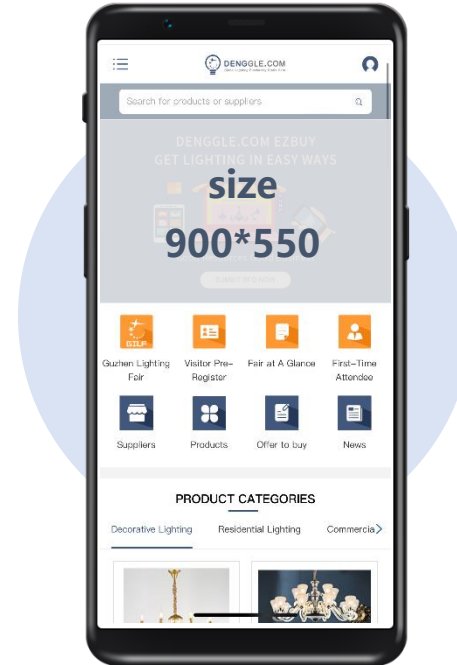 DENGGLE.COM
Search for products or suppliers
DENGGLE.COM EZBUY
GET LIGHTING IN EASY WAYS
size
900*550
GILF
Guzhen Lighting
Fair
Visitor Pre-
Register
Fair at A Glance
First-Time
Attendee
Suppliers
Products
Offer to buy
News
PRODUCT CATEGORIES
Decorative Lighting
Residential Lighting
Commercia